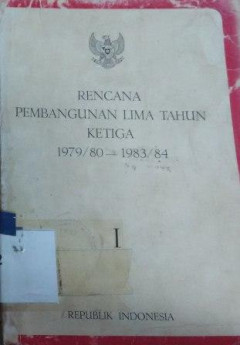 RENCANA
PEMBANGUNAN LIMA TAHUN
KETIGA
1979/80 — 1983/84
I
REPUBLIK INDONESIA